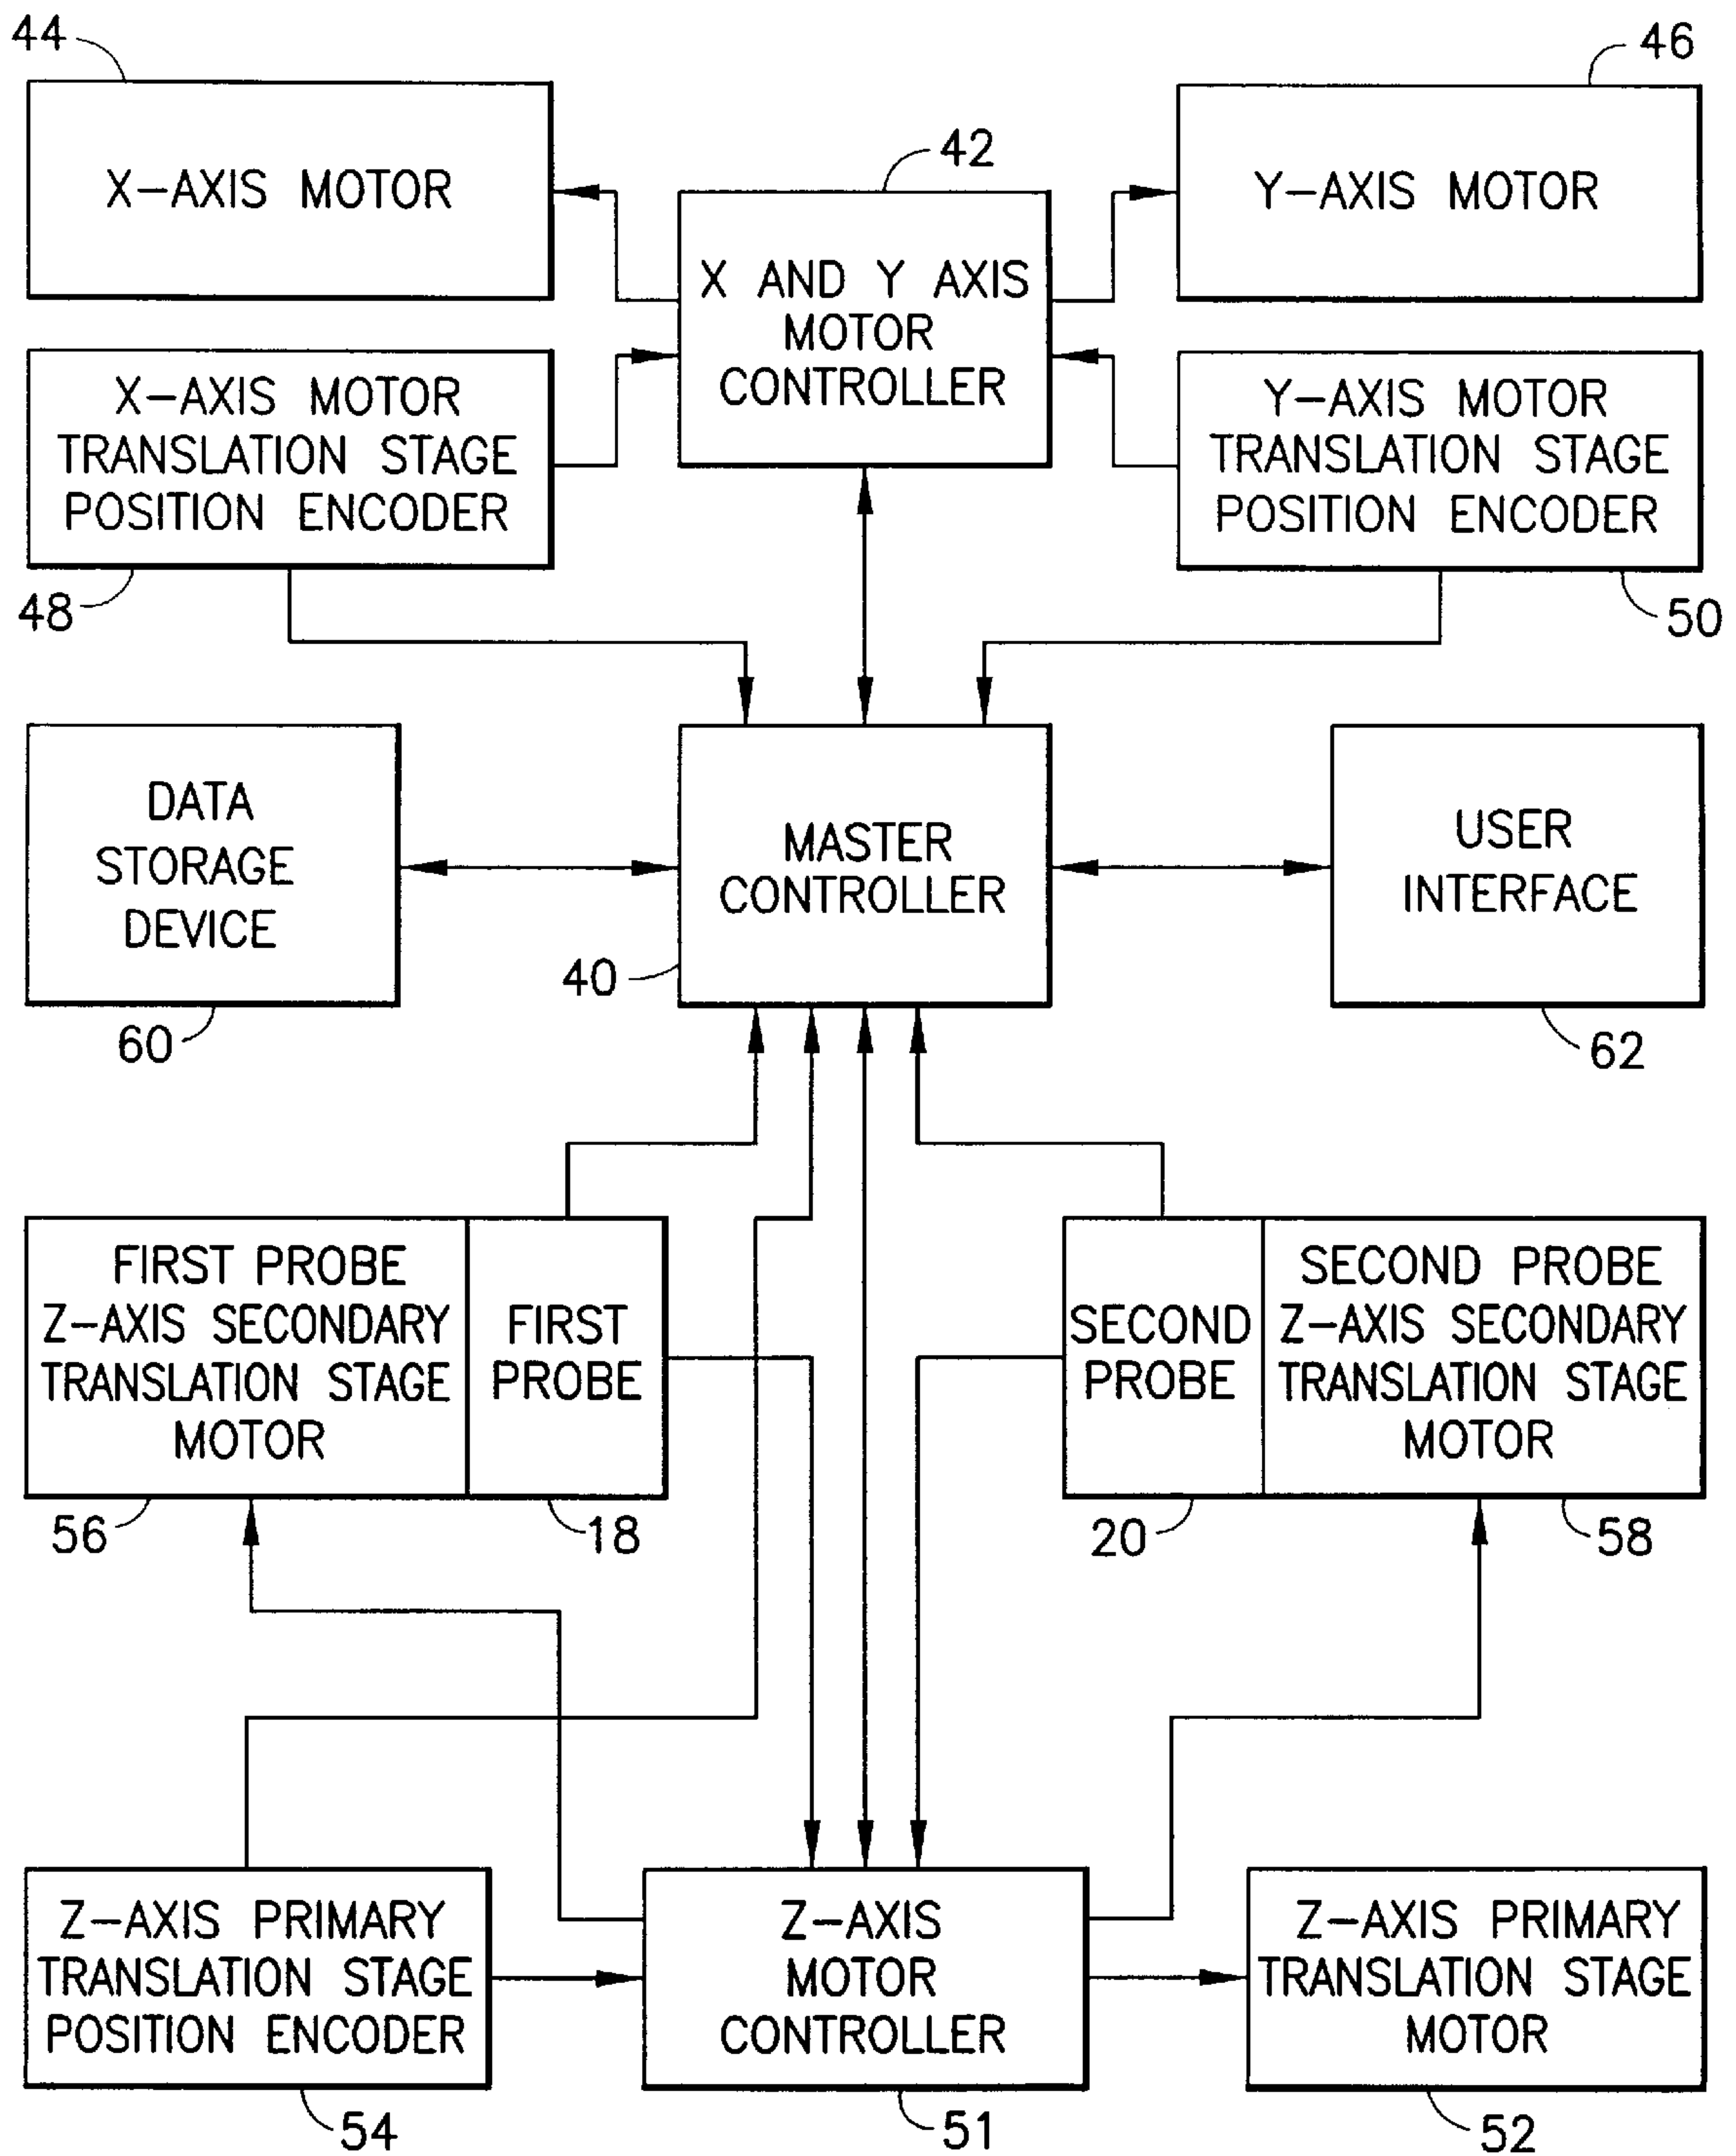 44
46
X-AXIS MOTOR
42
Y-AXIS MOTOR
X AND Y AXIS
MOTOR
CONTROLLER
X-AXIS MOTOR
TRANSLATION STAGE
POSITION ENCODER
Y-AXIS MOTOR
TRANSLATION STAGE
POSITION ENCODER
48
50
DATA
STORAGE
DEVICE
MASTER
CONTROLLER
USER
INTERFACE
40
60
62
FIRST PROBE
Z-AXIS SECONDARY
TRANSLATION STAGE
MOTOR
FIRST
PROBE
SECOND
PROBE
SECOND PROBE
Z-AXIS SECONDARY
TRANSLATION STAGE
MOTOR
56
18
20
58
Z-AXIS PRIMARY
TRANSLATION STAGE
POSITION ENCODER
Z-AXIS
MOTOR
CONTROLLER
Z-AXIS PRIMARY
TRANSLATION STAGE
MOTOR
54
51
52